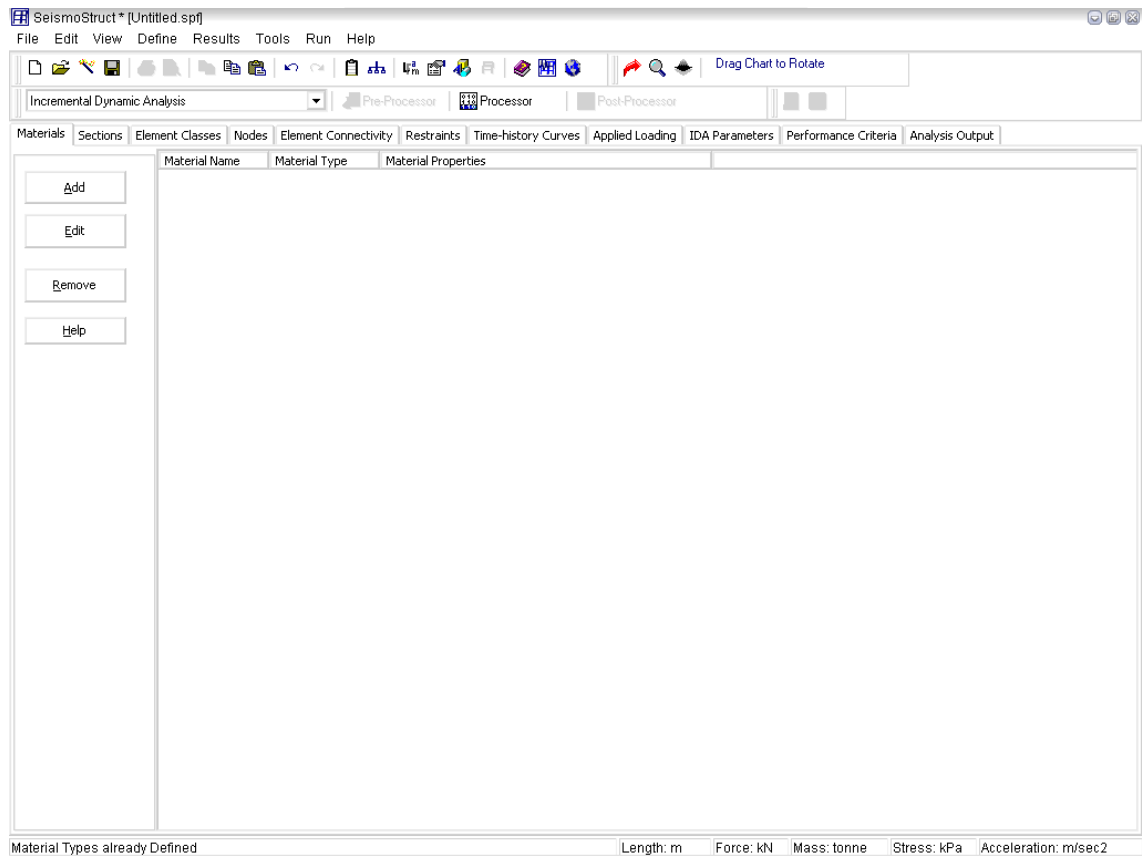 SeismoStruct * [Untitled.spf]
File Edit View Define Results Tools Run Help
Drag Chart to Rotate
Incremental Dynamic Analysis Pre-Processor Processor Post-Processor
Materials Sections Element Classes Nodes Element Connectivity Restraints Time-history Curves Applied Loading IDA Parameters Performance Criteria Analysis Output
Material Name Material Type Material Properties
Add
Edit
Remove
Help
Material Types already Defined Length: m Force: kN Mass: tonne Stress: kPa Acceleration: m/sec2